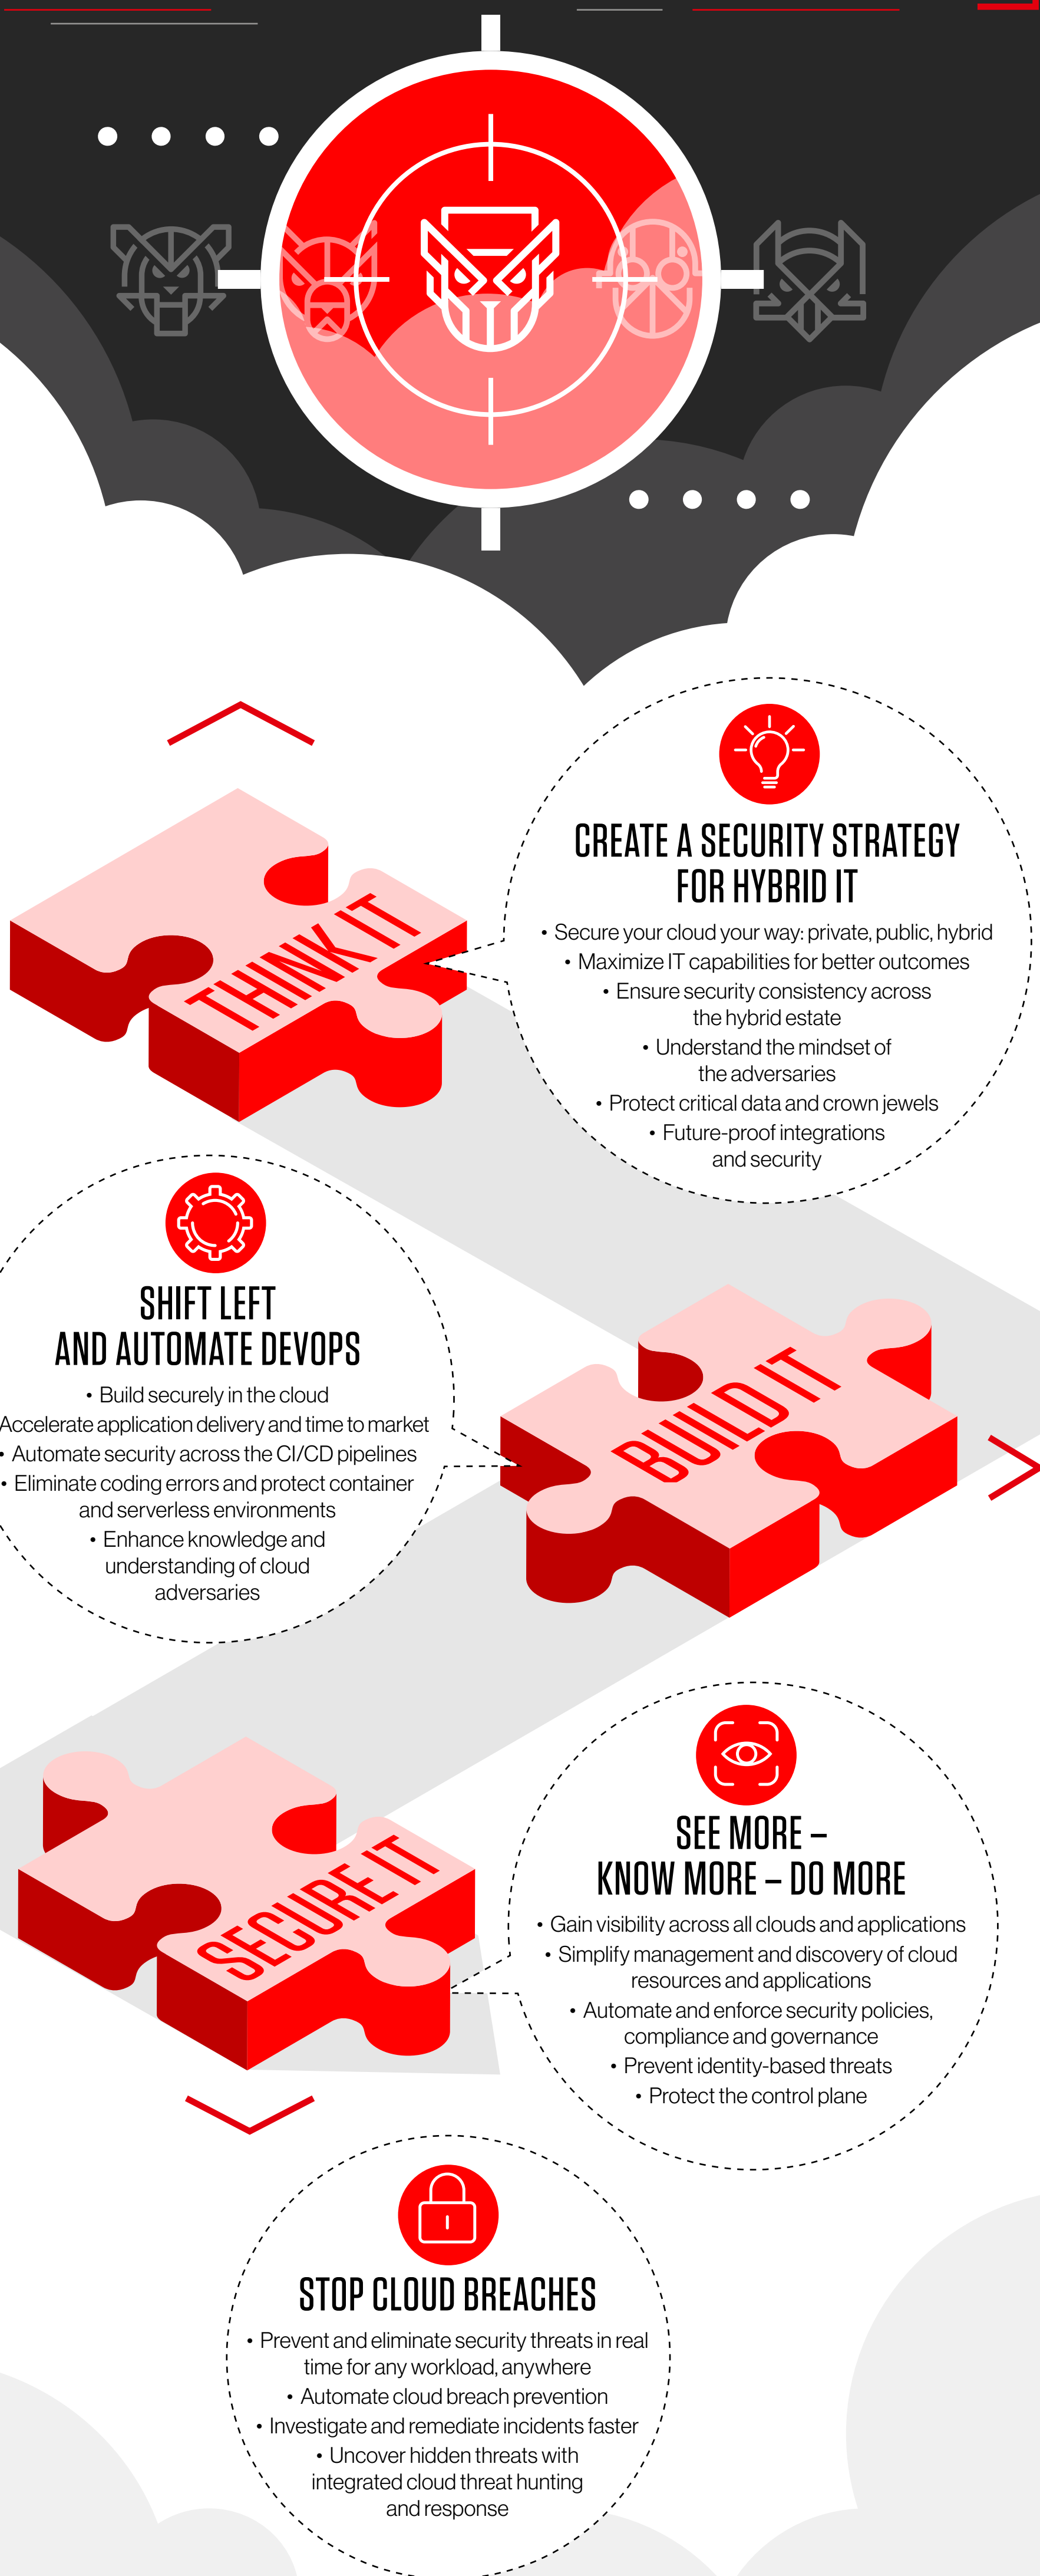 THINK IT
CREATE A SECURITY STRATEGY
FOR HYBRID IT
• Secure your cloud your way: private, public, hybrid
• Maximize IT capabilities for better outcomes
• Ensure security consistency across
the hybrid estate
• Understand the mindset of
the adversaries
• Protect critical data and crown jewels
• Future-proof integrations
and security
SHIFT LEFT
AND AUTOMATE DEVOPS
• Build securely in the cloud
Accelerate application delivery and time to market
• Automate security across the CI/CD pipelines
• Eliminate coding errors and protect container
and serverless environments
• Enhance knowledge and
understanding of cloud
adversaries
BUILD IT
SECURE IT
SEE MORE –
KNOW MORE – DO MORE
• Gain visibility across all clouds and applications
• Simplify management and discovery of cloud
resources and applications
• Automate and enforce security policies,
compliance and governance
• Prevent identity-based threats
• Protect the control plane
STOP CLOUD BREACHES
• Prevent and eliminate security threats in real
time for any workload, anywhere
• Automate cloud breach prevention
• Investigate and remediate incidents faster
• Uncover hidden threats with
integrated cloud threat hunting
and response